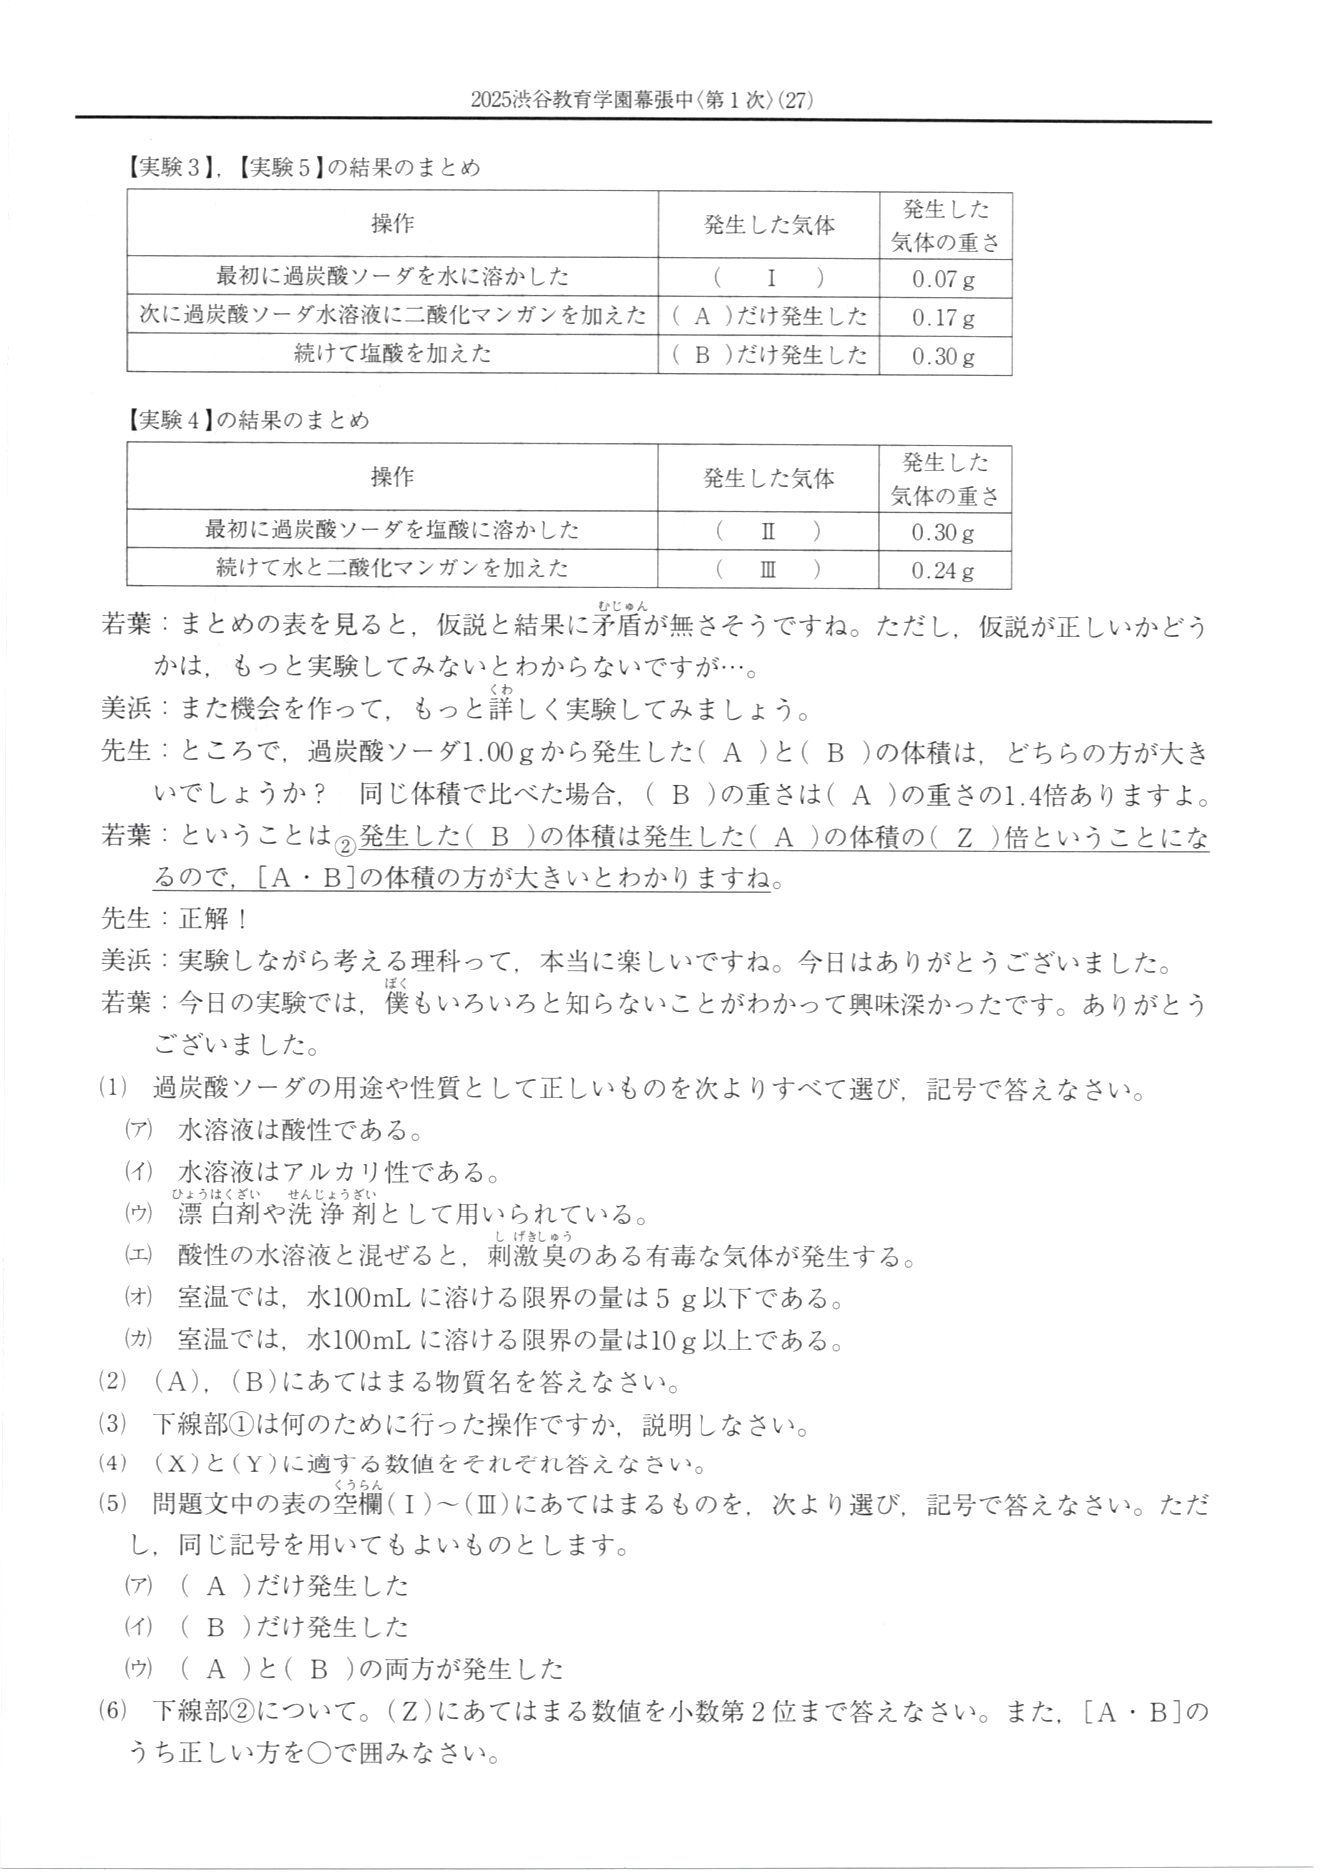 2025渋谷教育学園幕張中〈第1次〉(27)
【実験3】,【実験5】の結果のまとめ
操作 発生した気体 発生した気体の重さ
最初に過炭酸ソーダを水に溶かした ( Ⅰ ) 0.07g
次に過炭酸ソーダ水溶液に二酸化マンガンを加えた ( A )だけ発生した 0.17g
続けて塩酸を加えた ( B )だけ発生した 0.30g
【実験4】の結果のまとめ
操作 発生した気体 発生した気体の重さ
最初に過炭酸ソーダを塩酸に溶かした ( Ⅱ ) 0.30g
続けて水と二酸化マンガンを加えた ( Ⅲ ) 0.24g
若葉：まとめの表を見ると，仮説と結果に矛盾(むじゅん)が無さそうですね。ただし，仮説が正しいかどう
かは，もっと実験してみないとわからないですが…。
美浜：また機会を作って，もっと詳(くわ)しく実験してみましょう。
先生：ところで，過炭酸ソーダ1.00gから発生した( A )と( B )の体積は，どちらの方が大き
いでしょうか？ 同じ体積で比べた場合，( B )の重さは( A )の重さの1.4倍ありますよ。
若葉：ということは②発生した( B )の体積は発生した( A )の体積の( Z )倍ということにな
るので，[A・B]の体積の方が大きいとわかりますね。
先生：正解！
美浜：実験しながら考える理科って，本当に楽しいですね。今日はありがとうございました。
若葉：今日の実験では，僕(ぼく)もいろいろと知らないことがわかって興味深かったです。ありがとう
ございました。
(1) 過炭酸ソーダの用途や性質として正しいものを次よりすべて選び，記号で答えなさい。
(ア) 水溶液は酸性である。
(イ) 水溶液はアルカリ性である。
(ウ) 漂白剤(ひょうはくざい)や洗浄剤(せんじょうざい)として用いられている。
(エ) 酸性の水溶液と混ぜると，刺激臭(しげきしゅう)のある有毒な気体が発生する。
(オ) 室温では，水100mLに溶ける限界の量は5g以下である。
(カ) 室温では，水100mLに溶ける限界の量は10g以上である。
(2) (A)，(B)にあてはまる物質名を答えなさい。
(3) 下線部①は何のために行った操作ですか，説明しなさい。
(4) (X)と(Y)に適する数値をそれぞれ答えなさい。
(5) 問題文中の表の空欄(くうらん)(Ⅰ)〜(Ⅲ)にあてはまるものを，次より選び，記号で答えなさい。ただ
し，同じ記号を用いてもよいものとします。
(ア) ( A )だけ発生した
(イ) ( B )だけ発生した
(ウ) ( A )と( B )の両方が発生した
(6) 下線部②について。(Z)にあてはまる数値を小数第2位まで答えなさい。また，[A・B]の
うち正しい方を○で囲みなさい。